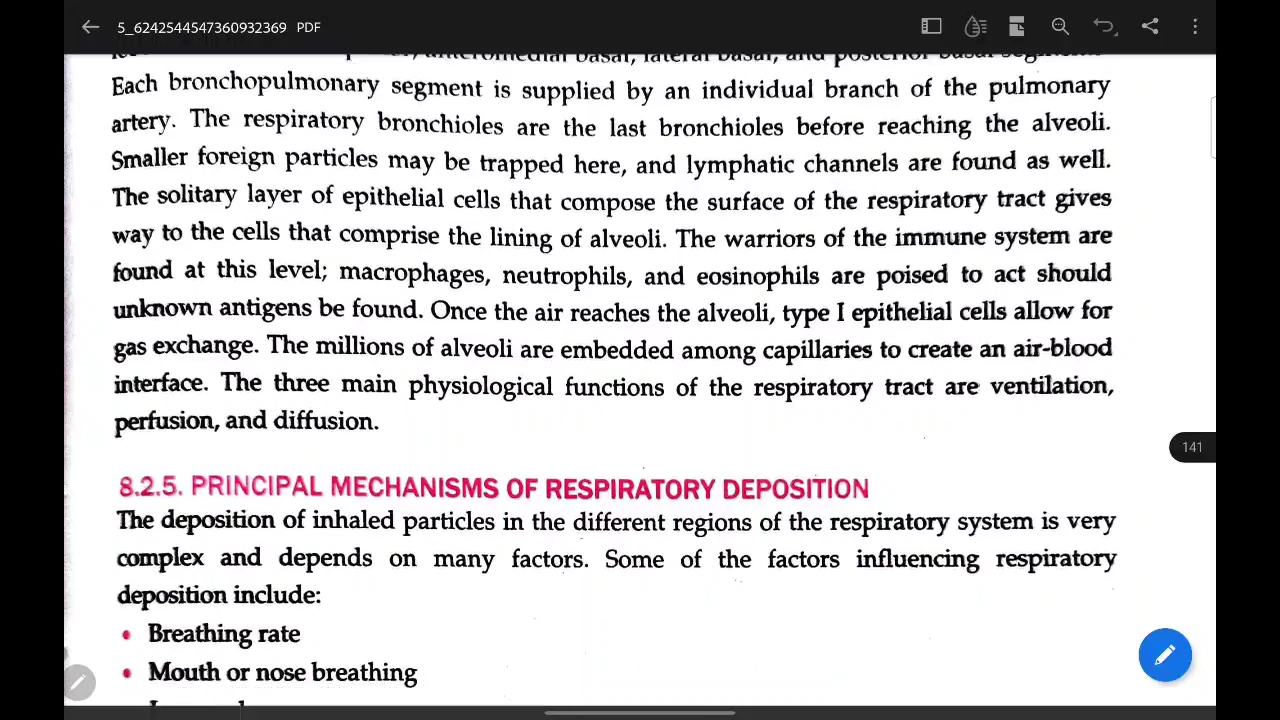 5_6242544547360932369 PDF
basal, lateral basal, and posterior basal
Each bronchopulmonary segment is supplied by an individual branch of the pulmonary
artery. The respiratory bronchioles are the last bronchioles before reaching the alveoli.
Smaller foreign particles may be trapped here, and lymphatic channels are found as well.
The solitary layer of epithelial cells that compose the surface of the respiratory tract gives
way to the cells that comprise the lining of alveoli. The warriors of the immune system are
found at this level; macrophages, neutrophils, and eosinophils are poised to act should
unknown antigens be found. Once the air reaches the alveoli, type I epithelial cells allow for
gas exchange. The millions of alveoli are embedded among capillaries to create an air-blood
interface. The three main physiological functions of the respiratory tract are ventilation,
perfusion, and diffusion.
141
8.2.5. PRINCIPAL MECHANISMS OF RESPIRATORY DEPOSITION
The deposition of inhaled particles in the different regions of the respiratory system is very
complex and depends on many factors. Some of the factors influencing respiratory
deposition include:
• Breathing rate
• Mouth or nose breathing